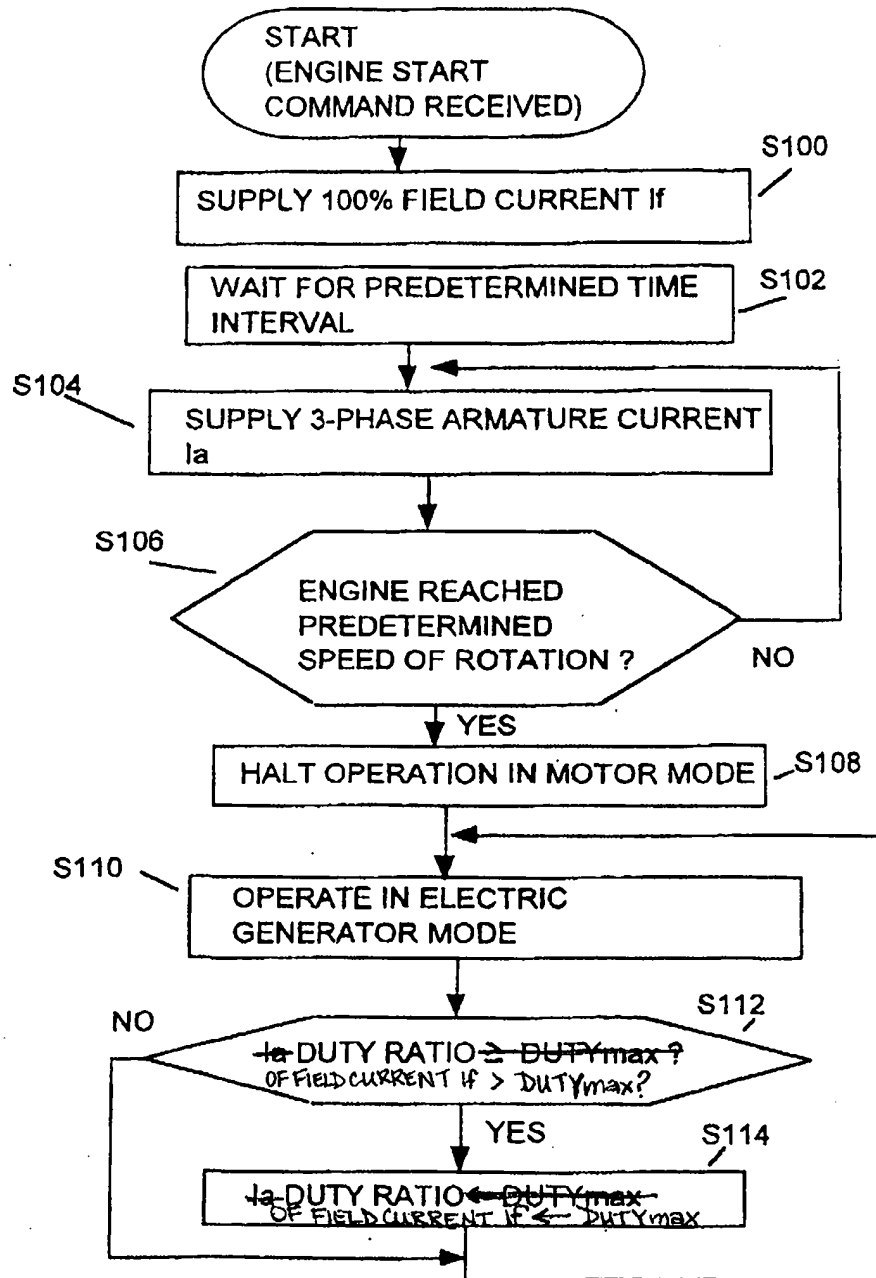 START
(ENGINE START
COMMAND RECEIVED)
S100
SUPPLY 100% FIELD CURRENT If
S102
WAIT FOR PREDETERMINED TIME
INTERVAL
S104
SUPPLY 3-PHASE ARMATURE CURRENT
Ia
S106
ENGINE REACHED
PREDETERMINED
SPEED OF ROTATION ?
NO
YES
HALT OPERATION IN MOTOR MODE
S108
S110
OPERATE IN ELECTRIC
GENERATOR MODE
S112
NO
Ia DUTY RATIO ≥ DUTYmax ?
OF FIELD CURRENT If > DUTYmax?
YES
S114
Ia DUTY RATIO ← DUTYmax
OF FIELD CURRENT If ← DUTYmax